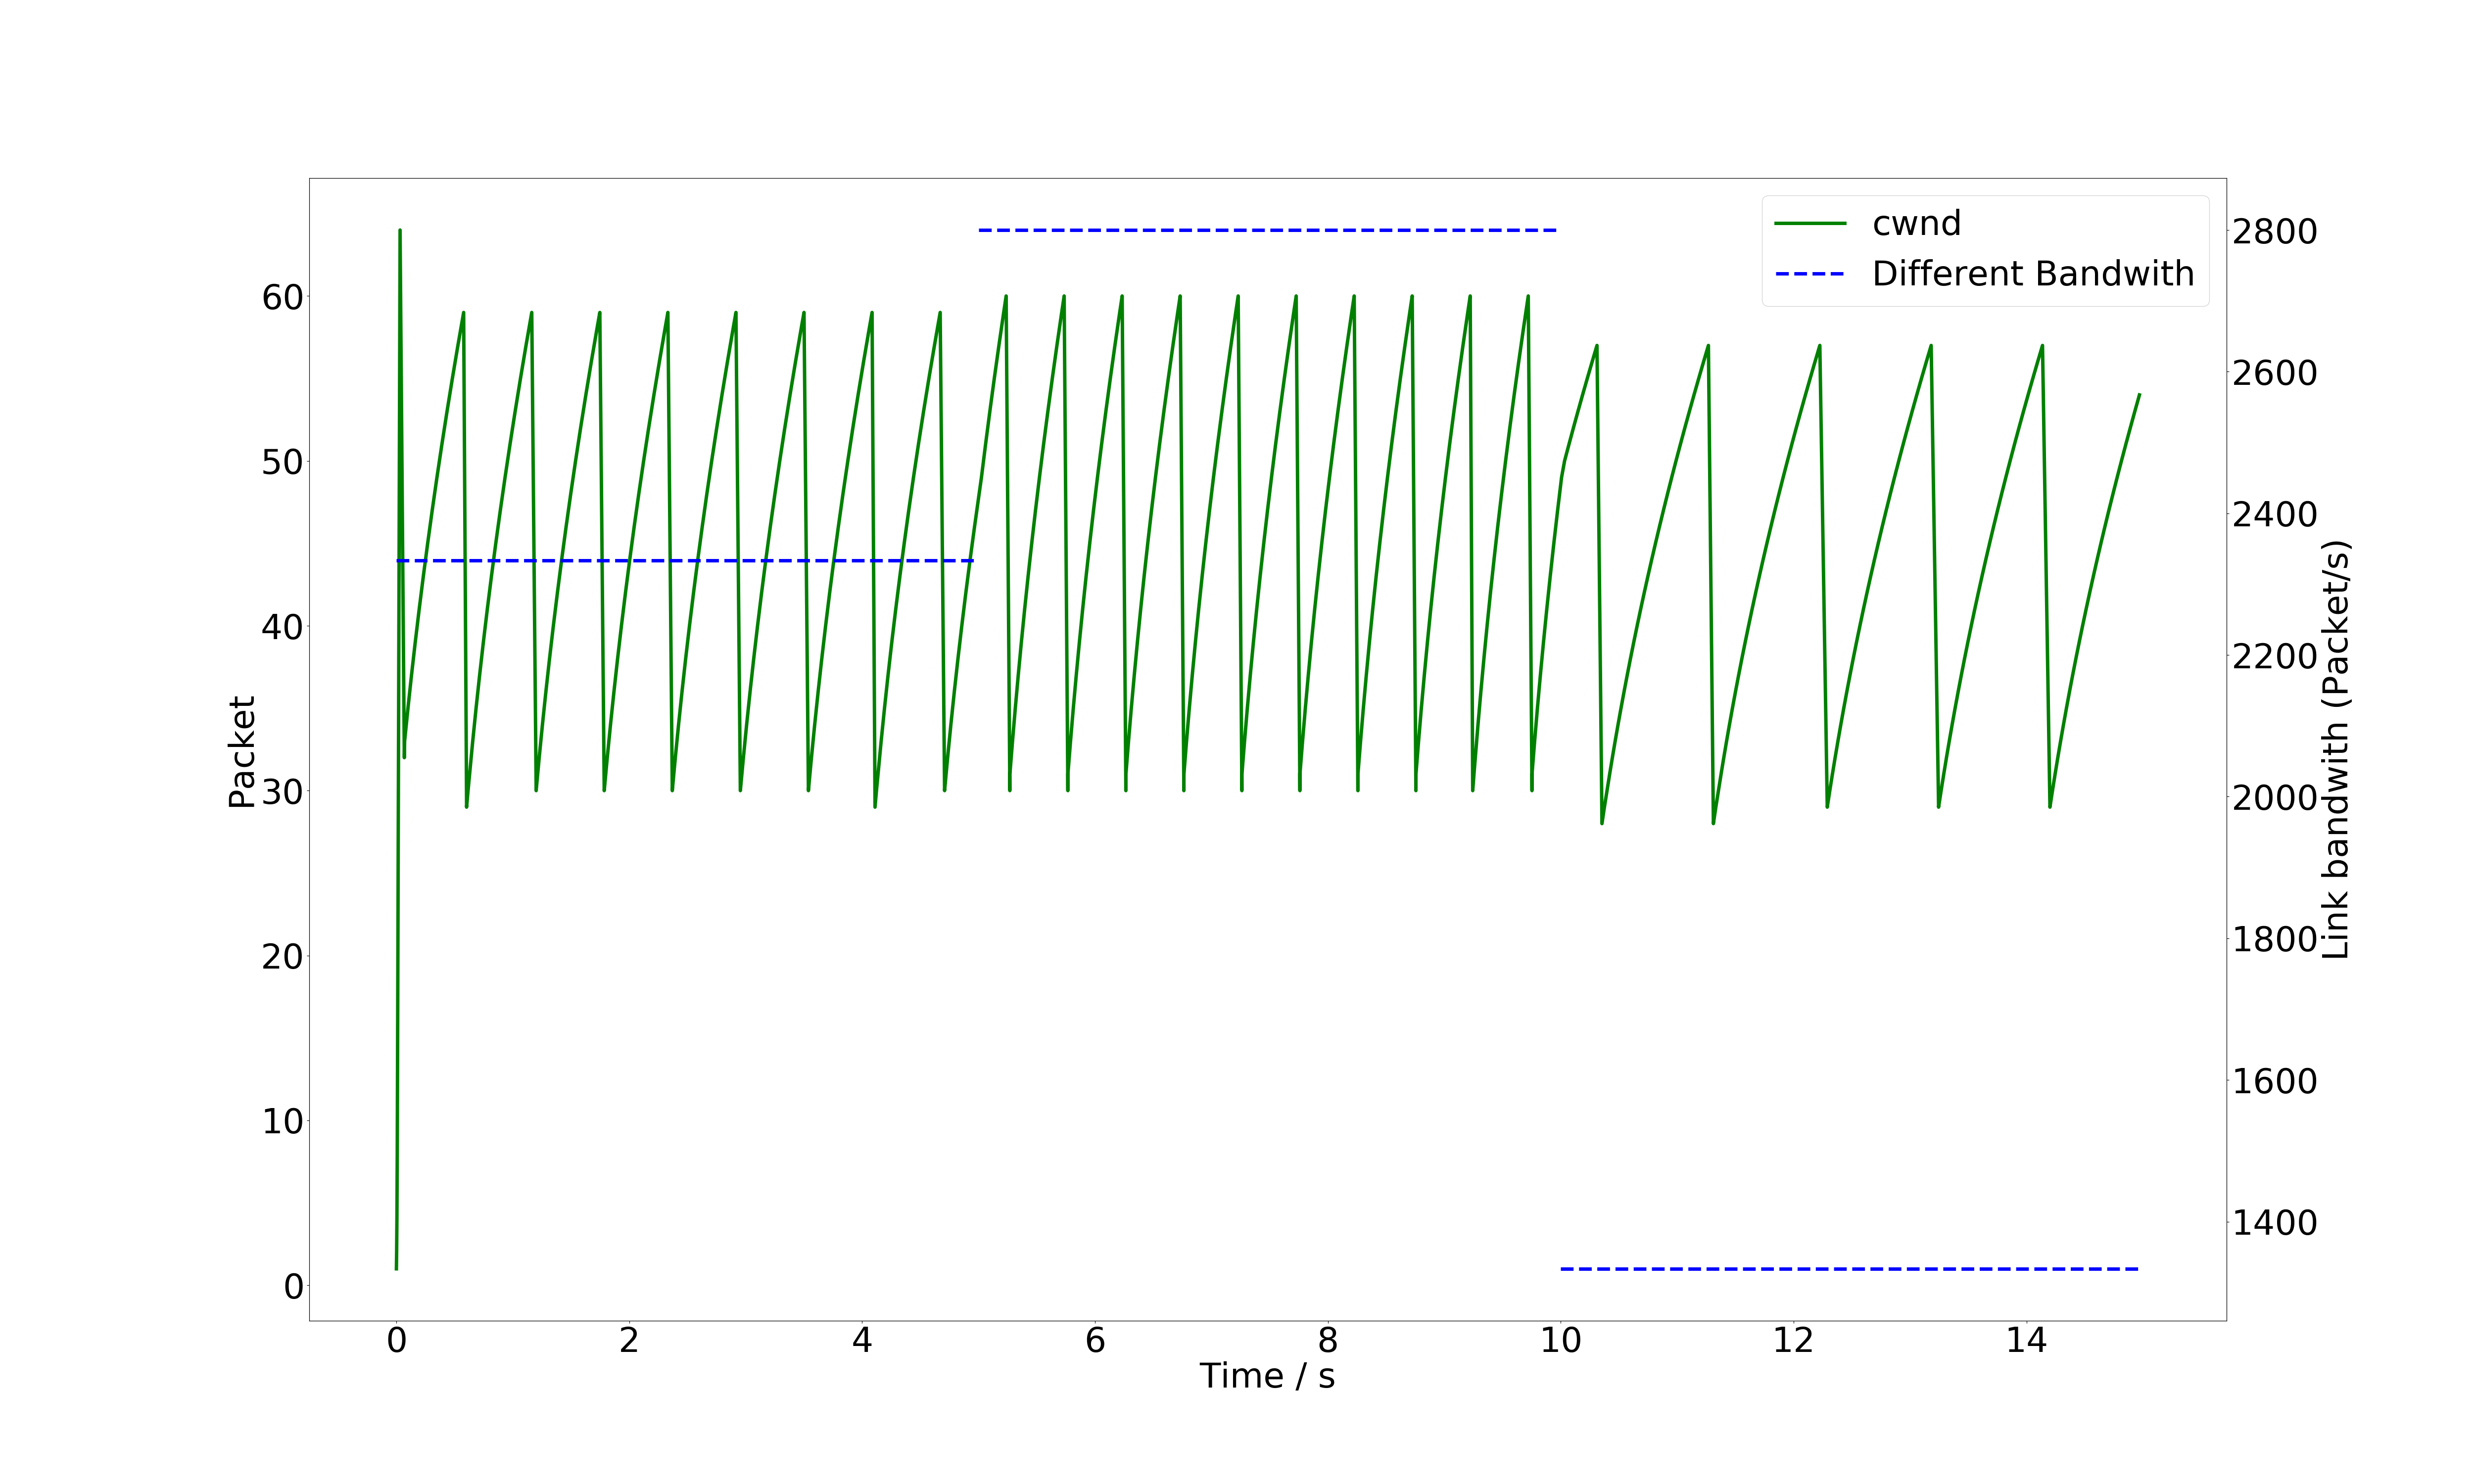 cwnd
Different Bandwith
Packet
60
50
40
30
20
10
0
2800
2600
2400
2200
2000
1800
1600
1400
Link bandwith (Packet/s)
0 2 4 6 8 10 12 14
Time / s